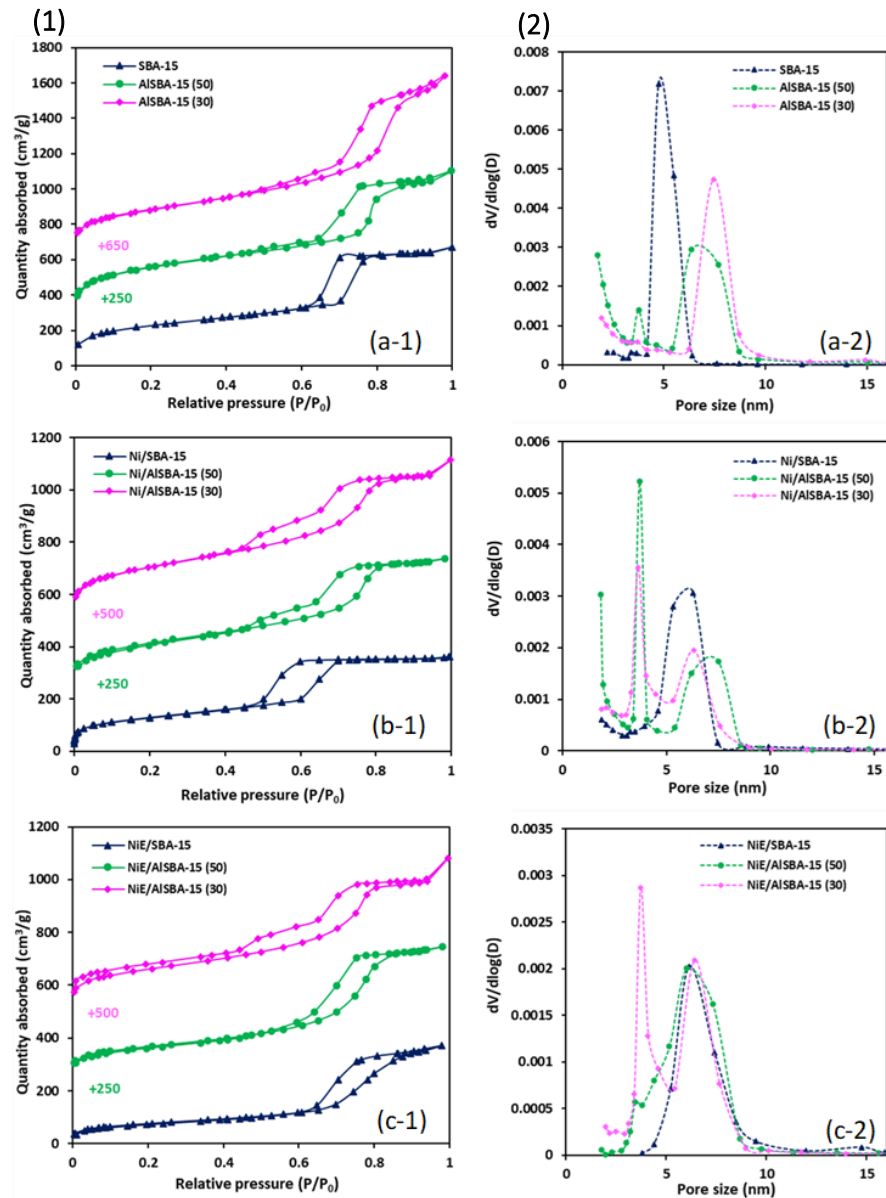 (1)
(2)
1800
1600
1400
1200
1000
800
600
400
200
0
Quantity absorbed (cm³/g)
SBA-15
AlSBA-15 (50)
AlSBA-15 (30)
+650
+250
(a-1)
0 0.2 0.4 0.6 0.8 1
Relative pressure (P/P₀)
0.008
0.007
0.006
0.005
0.004
0.003
0.002
0.001
0
dV/dlog(D)
SBA-15
AlSBA-15 (50)
AlSBA-15 (30)
(a-2)
0 5 10 15
Pore size (nm)
1200
1000
800
600
400
200
0
Quantity absorbed (cm³/g)
Ni/SBA-15
Ni/AlSBA-15 (50)
Ni/AlSBA-15 (30)
+500
+250
(b-1)
0 0.2 0.4 0.6 0.8 1
Relative pressure (P/P₀)
0.006
0.005
0.004
0.003
0.002
0.001
0
dV/dlog(D)
Ni/SBA-15
Ni/AlSBA-15 (50)
Ni/AlSBA-15 (30)
(b-2)
0 5 10 15
Pore size (nm)
1200
1000
800
600
400
200
0
Quantity absorbed (cm³/g)
NiE/SBA-15
NiE/AlSBA-15 (50)
NiE/AlSBA-15 (30)
+500
+250
(c-1)
0 0.2 0.4 0.6 0.8 1
Relative pressure (P/P₀)
0.0035
0.003
0.0025
0.002
0.0015
0.001
0.0005
0
dV/dlog(D)
NiE/SBA-15
NiE/AlSBA-15 (50)
NiE/AlSBA-15 (30)
(c-2)
0 5 10 15
Pore size (nm)